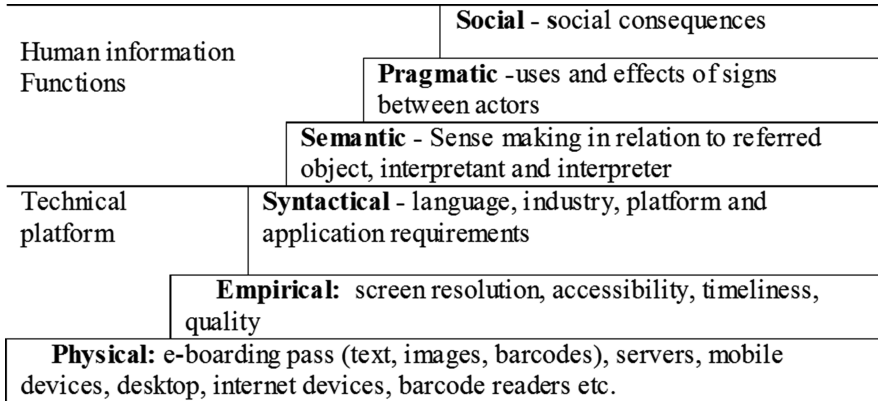 Social - social consequences
Human information
Functions
Pragmatic -uses and effects of signs
between actors
Semantic - Sense making in relation to referred
object, interpretant and interpreter
Technical
platform
Syntactical - language, industry, platform and
application requirements
Empirical: screen resolution, accessibility, timeliness,
quality
Physical: e-boarding pass (text, images, barcodes), servers, mobile
devices, desktop, internet devices, barcode readers etc.